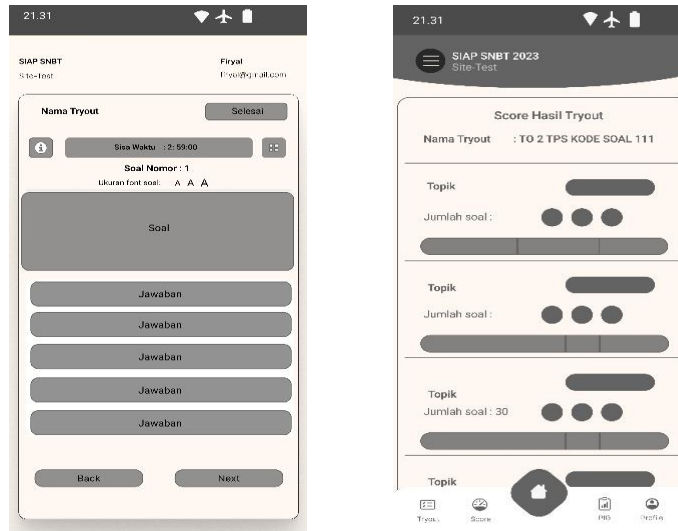 21.31
SIAP SNBT
Site-Test
Firyal
firyal@gmail.com
Nama Tryout
Selesai
Sisa Waktu : 2: 59:00
Soal Nomor : 1
Ukuran font soal: A A A
Soal
Jawaban
Jawaban
Jawaban
Jawaban
Jawaban
Back
Next
21.31
SIAP SNBT 2023
Site-Test
Score Hasil Tryout
Nama Tryout : TO 2 TPS KODE SOAL 111
Topik
Jumlah soal :
Topik
Jumlah soal :
Topik
Jumlah soal : 30
Topik
Tryout
Score
Profile